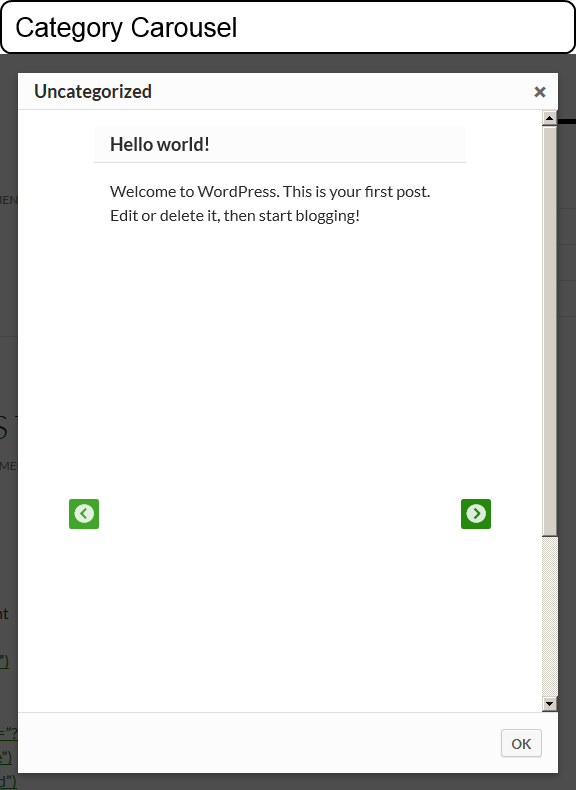 Category Carousel
Uncategorized
Hello world!
Welcome to WordPress. This is your first post.
Edit or delete it, then start blogging!
OK